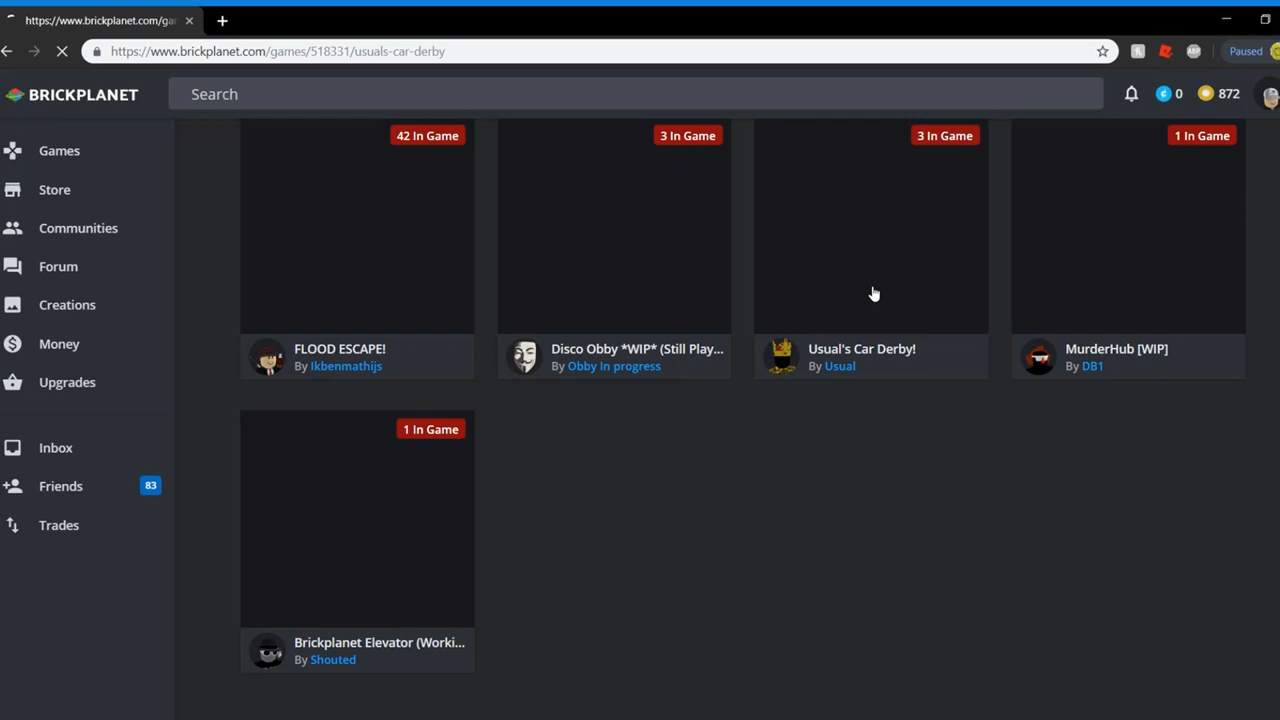 https://www.brickplanet.com/ga
https://www.brickplanet.com/games/518331/usuals-car-derby
ABP
Paused
BRICKPLANET
Search
0
872
Games
Store
Communities
Forum
Creations
Money
Upgrades
Inbox
Friends
83
Trades
42 In Game
3 In Game
3 In Game
1 In Game
FLOOD ESCAPE!
By Ikbenmathijs
Disco Obby *WIP* (Still Play...
By Obby In progress
Usual's Car Derby!
By Usual
MurderHub [WIP]
By DB1
1 In Game
Brickplanet Elevator (Worki...
By Shouted